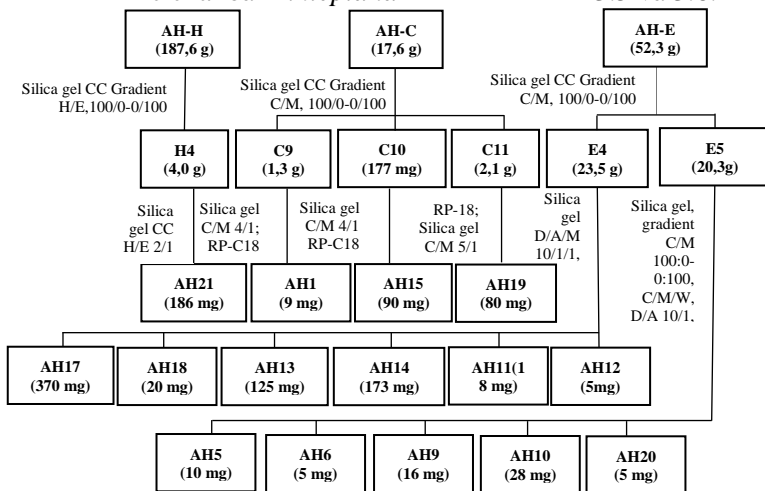 AH-H
(187,6 g)
AH-C
(17,6 g)
AH-E
(52,3 g)
Silica gel CC Gradient
H/E,100/0-0/100
Silica gel CC Gradient
C/M, 100/0-0/100
Silica gel CC Gradient
C/M, 100/0-0/100
H4
(4,0 g)
C9
(1,3 g)
C10
(177 mg)
C11
(2,1 g)
E4
(23,5 g)
E5
(20,3g)
Silica
gel CC
H/E 2/1
Silica gel
C/M 4/1;
RP-C18
Silica gel
C/M 4/1
RP-C18
RP-18;
Silica gel
C/M 5/1
Silica
gel
D/A/M
10/1/1,
Silica gel,
gradient
C/M
100:0-
0:100,
C/M/W,
D/A 10/1,
AH21
(186 mg)
AH1
(9 mg)
AH15
(90 mg)
AH19
(80 mg)
AH17
(370 mg)
AH18
(20 mg)
AH13
(125 mg)
AH14
(173 mg)
AH11(1
8 mg)
AH12
(5mg)
AH5
(10 mg)
AH6
(5 mg)
AH9
(16 mg)
AH10
(28 mg)
AH20
(5 mg)